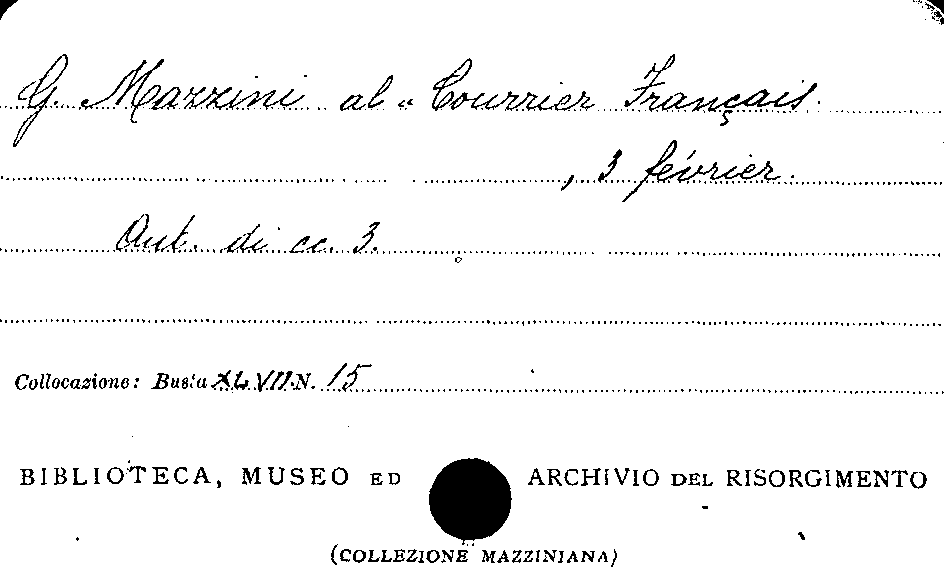 G. Mazzini al « Courrier Français.
, 3 février.
Aut. di cc. 3.
Collocazione: Busta XLVII N. 15
BIBLIOTECA, MUSEO ED ARCHIVIO DEL RISORGIMENTO
(COLLEZIONE MAZZINIANA)